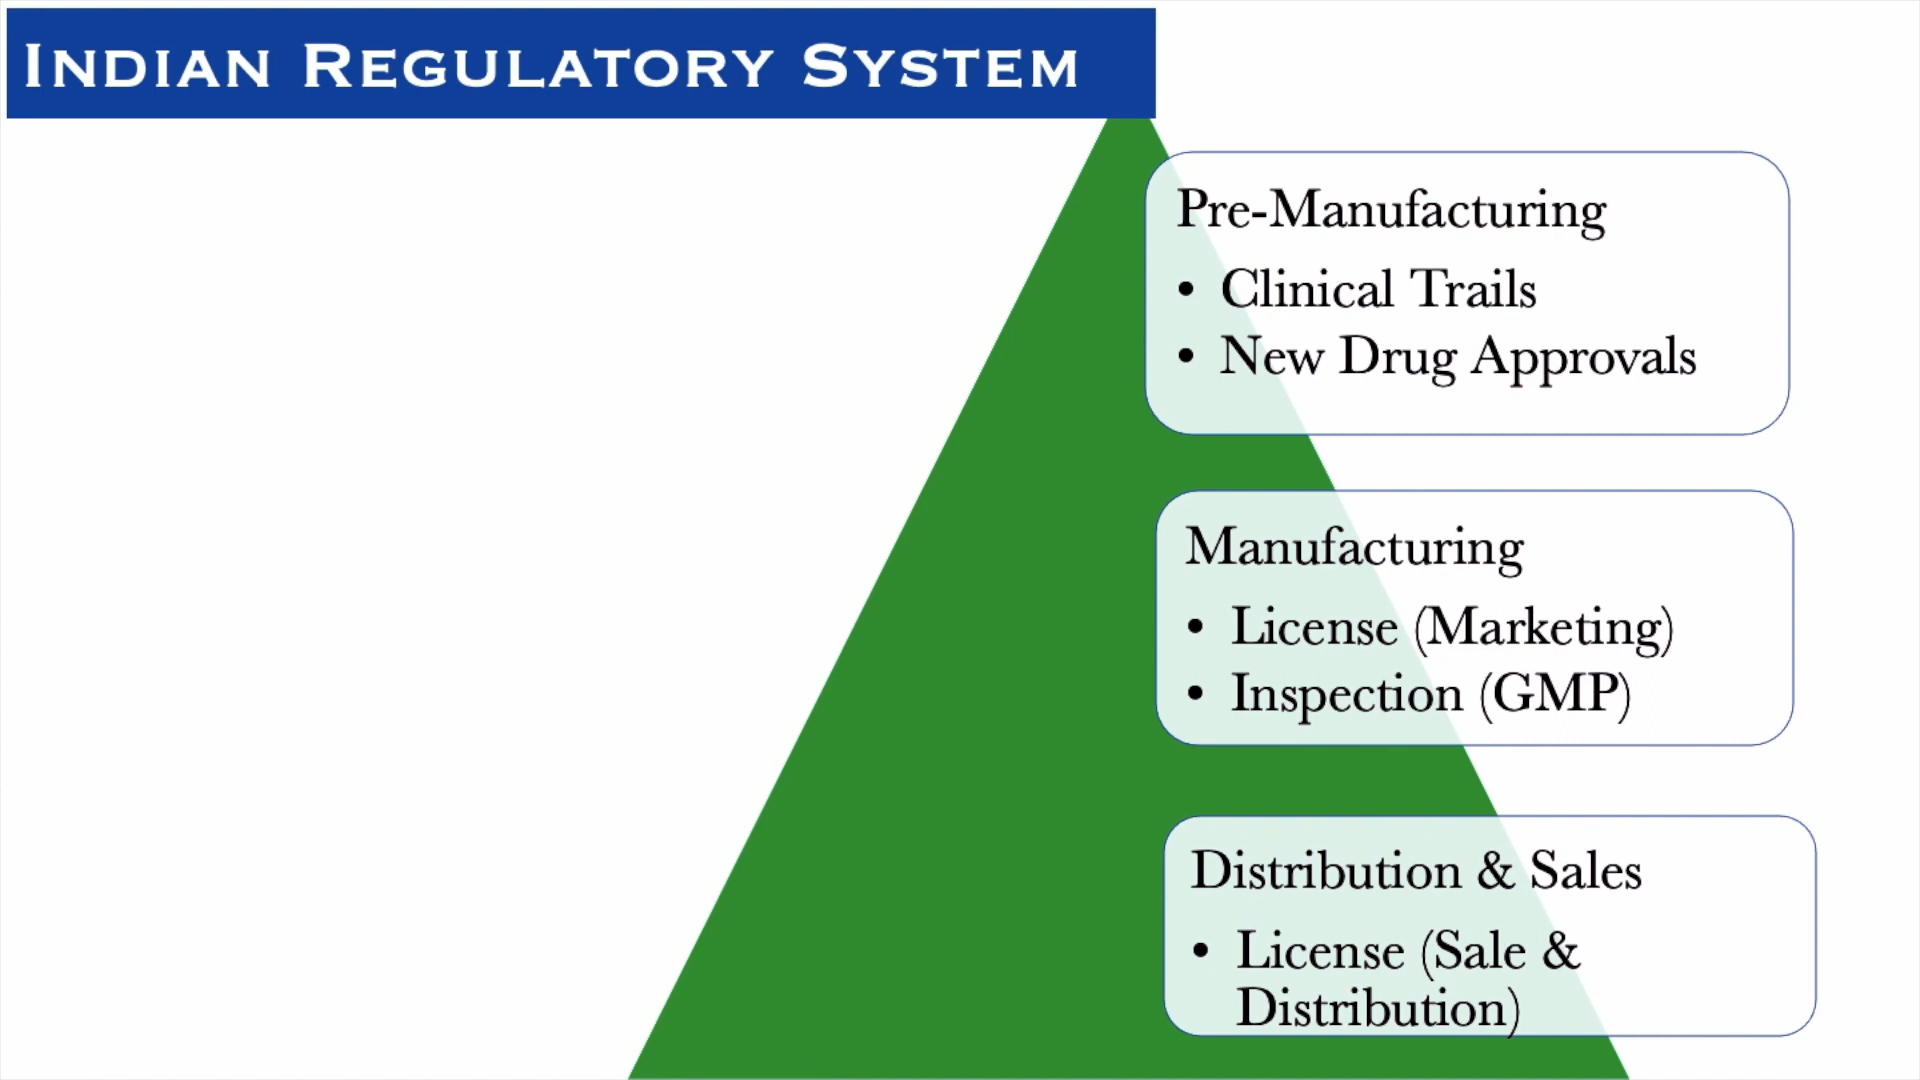 INDIAN REGULATORY SYSTEM
Pre-Manufacturing
• Clinical Trails
• New Drug Approvals
Manufacturing
• License (Marketing)
• Inspection (GMP)
Distribution & Sales
• License (Sale &
Distribution)